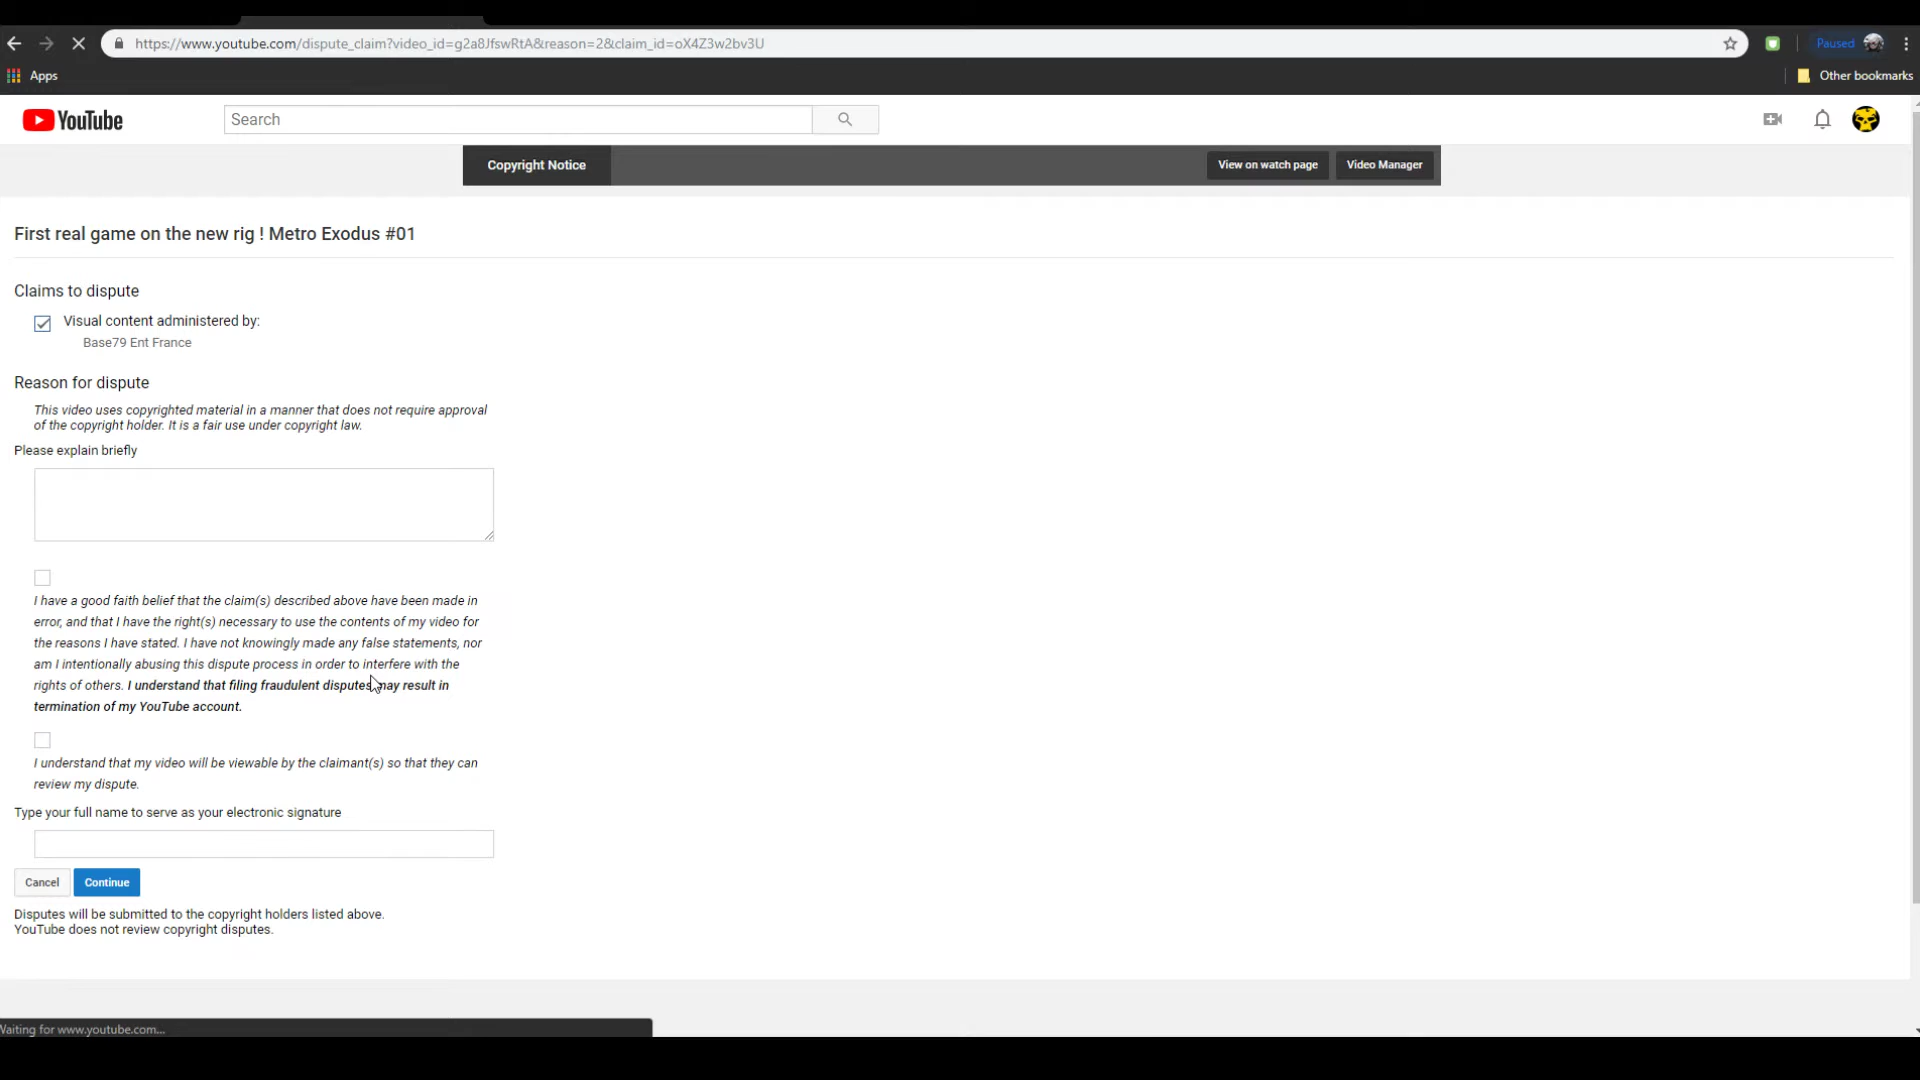 https://www.youtube.com/dispute_claim?video_id=g2a8JfswRtA&reason=2&claim_id=oX4Z3w2bv3U
Paused
Apps
Other bookmarks
YouTube
Search
Copyright Notice
View on watch page
Video Manager
First real game on the new rig ! Metro Exodus #01
Claims to dispute
Visual content administered by:
Base79 Ent France
Reason for dispute
This video uses copyrighted material in a manner that does not require approval
of the copyright holder. It is a fair use under copyright law.
Please explain briefly
I have a good faith belief that the claim(s) described above have been made in
error, and that I have the right(s) necessary to use the contents of my video for
the reasons I have stated. I have not knowingly made any false statements, nor
am I intentionally abusing this dispute process in order to interfere with the
rights of others. I understand that filing fraudulent disputes may result in
termination of my YouTube account.
I understand that my video will be viewable by the claimant(s) so that they can
review my dispute.
Type your full name to serve as your electronic signature
Cancel
Continue
Disputes will be submitted to the copyright holders listed above.
YouTube does not review copyright disputes.
Waiting for www.youtube.com...